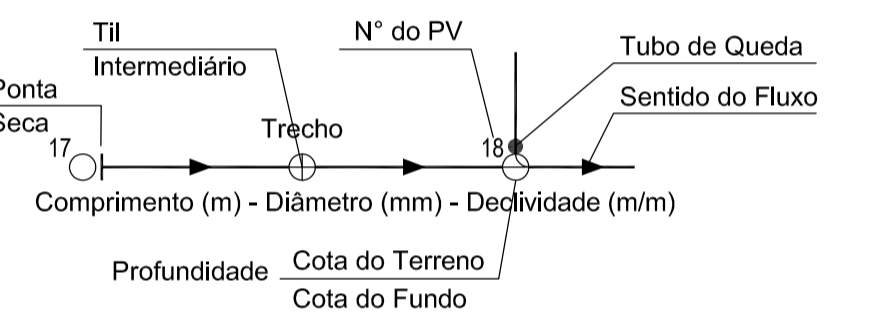 Til
Intermediário
N° do PV
Tubo de Queda
Sentido do Fluxo
Ponta
Seca
17
Trecho
18
Comprimento (m) - Diâmetro (mm) - Declividade (m/m)
Profundidade
Cota do Terreno
Cota do Fundo